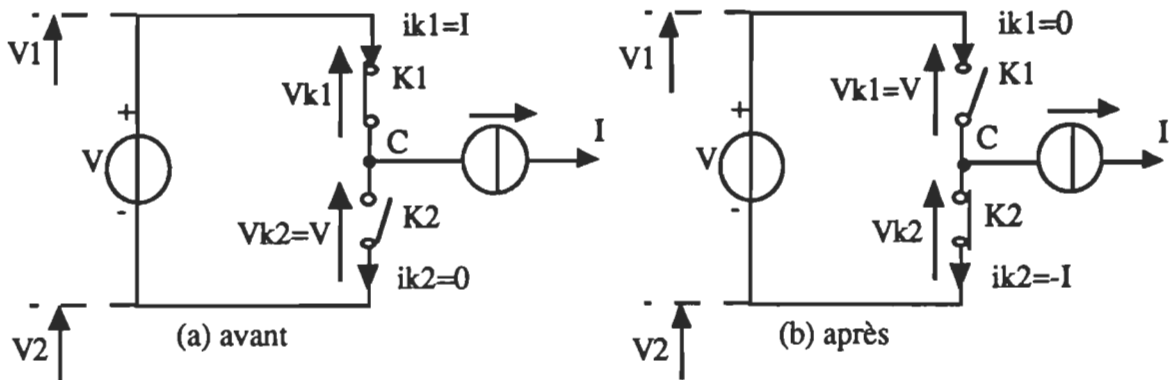 V1
ik1=I
K1
Vk1
+
V
-
C
I
Vk2=V
K2
ik2=0
V2
(a) avant
V1
ik1=0
K1
Vk1=V
+
V
-
C
I
Vk2
K2
ik2=-I
V2
(b) après